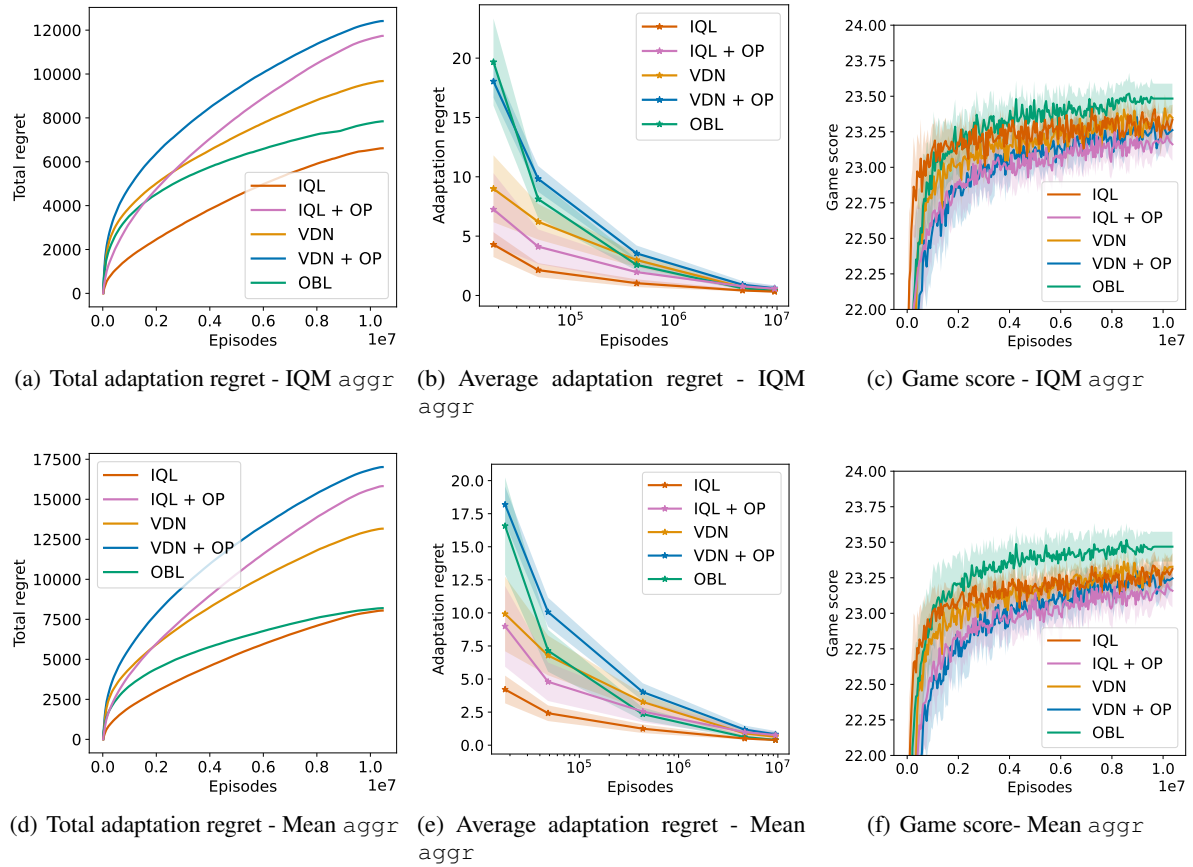 12000
10000
8000
6000
4000
2000
0
Total regret
IQL
IQL + OP
VDN
VDN + OP
OBL
0.0 0.2 0.4 0.6 0.8 1.0
Episodes 1e7
(a) Total adaptation regret - IQM aggr
20
15
10
5
0
Adaptation regret
IQL
IQL + OP
VDN
VDN + OP
OBL
10^5 10^6 10^7
Episodes
(b) Average adaptation regret - IQM
aggr
24.00
23.75
23.50
23.25
23.00
22.75
22.50
22.25
22.00
Game score
IQL
IQL + OP
VDN
VDN + OP
OBL
0.0 0.2 0.4 0.6 0.8 1.0
Episodes 1e7
(c) Game score - IQM aggr
17500
15000
12500
10000
7500
5000
2500
0
Total regret
IQL
IQL + OP
VDN
VDN + OP
OBL
0.0 0.2 0.4 0.6 0.8 1.0
Episodes 1e7
(d) Total adaptation regret - Mean aggr
20.0
17.5
15.0
12.5
10.0
7.5
5.0
2.5
0.0
Adaptation regret
IQL
IQL + OP
VDN
VDN + OP
OBL
10^5 10^6 10^7
Episodes
(e) Average adaptation regret - Mean
aggr
24.00
23.75
23.50
23.25
23.00
22.75
22.50
22.25
22.00
Game score
IQL
IQL + OP
VDN
VDN + OP
OBL
0.0 0.2 0.4 0.6 0.8 1.0
Episodes 1e7
(f) Game score- Mean aggr